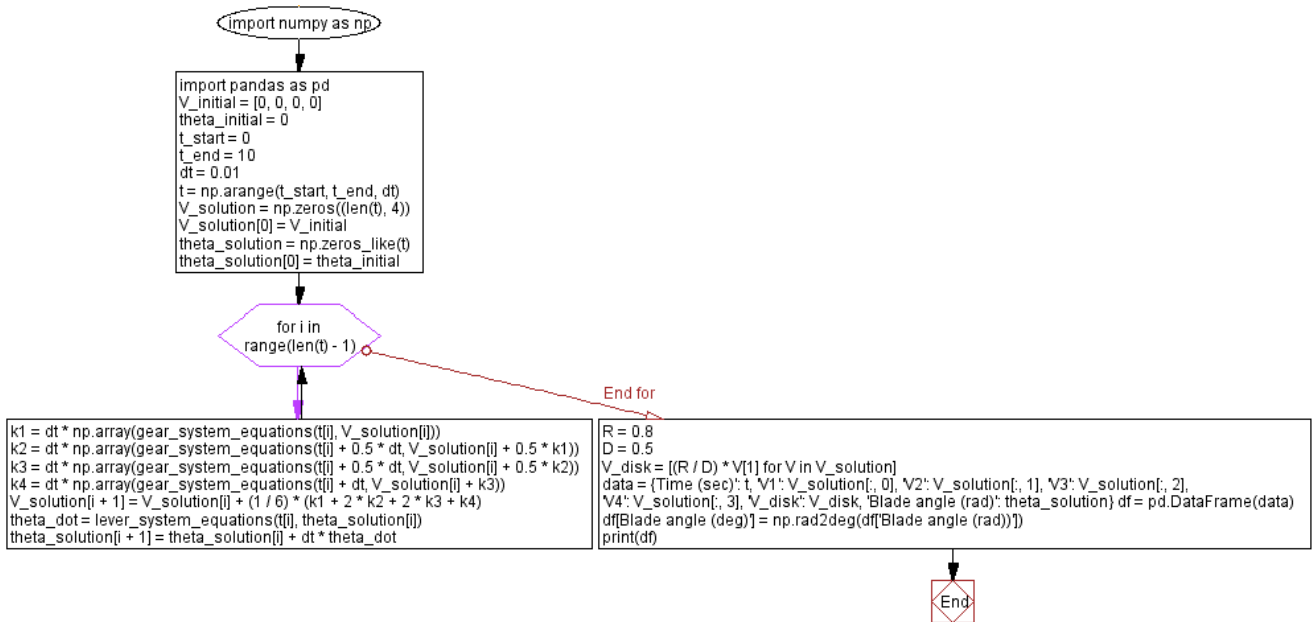 import numpy as np
import pandas as pd
V_initial = [0, 0, 0, 0]
theta_initial = 0
t_start = 0
t_end = 10
dt = 0.01
t = np.arange(t_start, t_end, dt)
V_solution = np.zeros((len(t), 4))
V_solution[0] = V_initial
theta_solution = np.zeros_like(t)
theta_solution[0] = theta_initial
for i in
range(len(t) - 1)
End for
k1 = dt * np.array(gear_system_equations(t[i], V_solution[i]))
k2 = dt * np.array(gear_system_equations(t[i] + 0.5 * dt, V_solution[i] + 0.5 * k1))
k3 = dt * np.array(gear_system_equations(t[i] + 0.5 * dt, V_solution[i] + 0.5 * k2))
k4 = dt * np.array(gear_system_equations(t[i] + dt, V_solution[i] + k3))
V_solution[i + 1] = V_solution[i] + (1 / 6) * (k1 + 2 * k2 + 2 * k3 + k4)
theta_dot = lever_system_equations(t[i], theta_solution[i])
theta_solution[i + 1] = theta_solution[i] + dt * theta_dot
R = 0.8
D = 0.5
V_disk = [(R / D) * V[1] for V in V_solution]
data = {'Time (sec)': t, 'V1': V_solution[:, 0], 'V2': V_solution[:, 1], 'V3': V_solution[:, 2],
'V4': V_solution[:, 3], 'V_disk': V_disk, 'Blade angle (rad)': theta_solution} df = pd.DataFrame(data)
df[Blade angle (deg)'] = np.rad2deg(df['Blade angle (rad))'])
print(df)
End